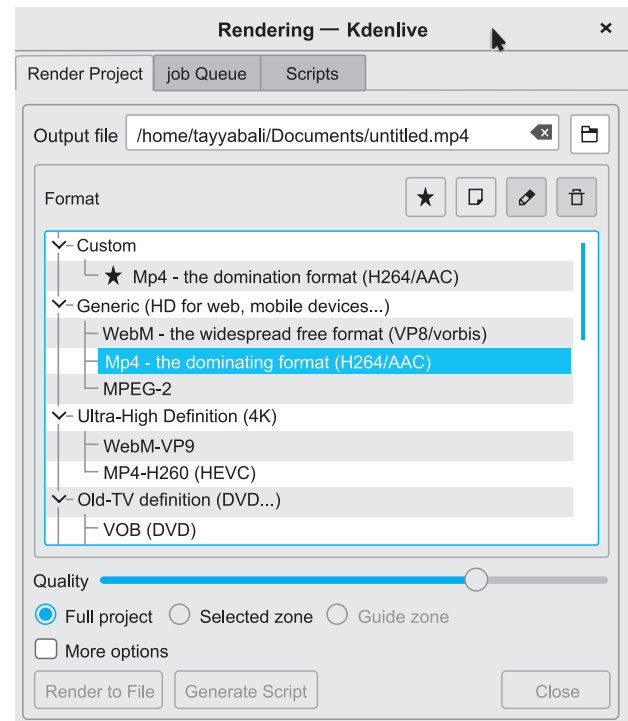 Rendering — Kdenlive
Render Project job Queue Scripts
Output file /home/tayyabali/Documents/untitled.mp4
Format
Custom
Mp4 - the domination format (H264/AAC)
Generic (HD for web, mobile devices...)
WebM - the widespread free format (VP8/vorbis)
Mp4 - the dominating format (H264/AAC)
MPEG-2
Ultra-High Definition (4K)
WebM-VP9
MP4-H260 (HEVC)
Old-TV definition (DVD...)
VOB (DVD)
Quality
Full project Selected zone Guide zone
More options
Render to File Generate Script Close